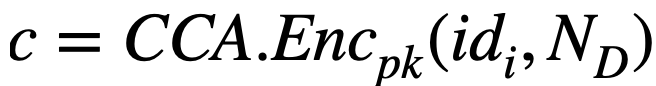 c = CCA.Enc_{pk}(id_i, N_D)